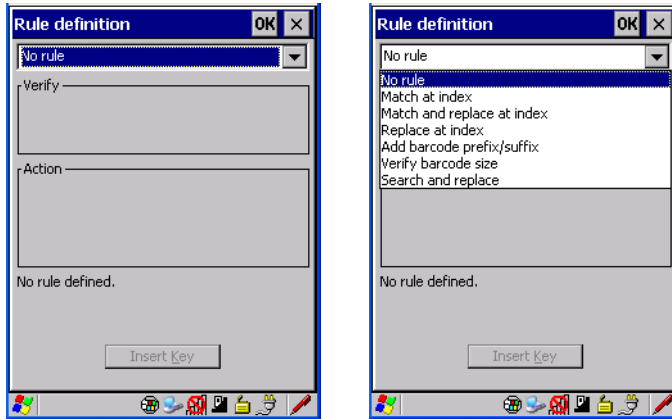 Rule definition OK ×
No rule
Verify
Action
No rule defined.
Insert Key
Rule definition OK ×
No rule
No rule
Match at index
Match and replace at index
Replace at index
Add barcode prefix/suffix
Verify barcode size
Search and replace
No rule defined.
Insert Key